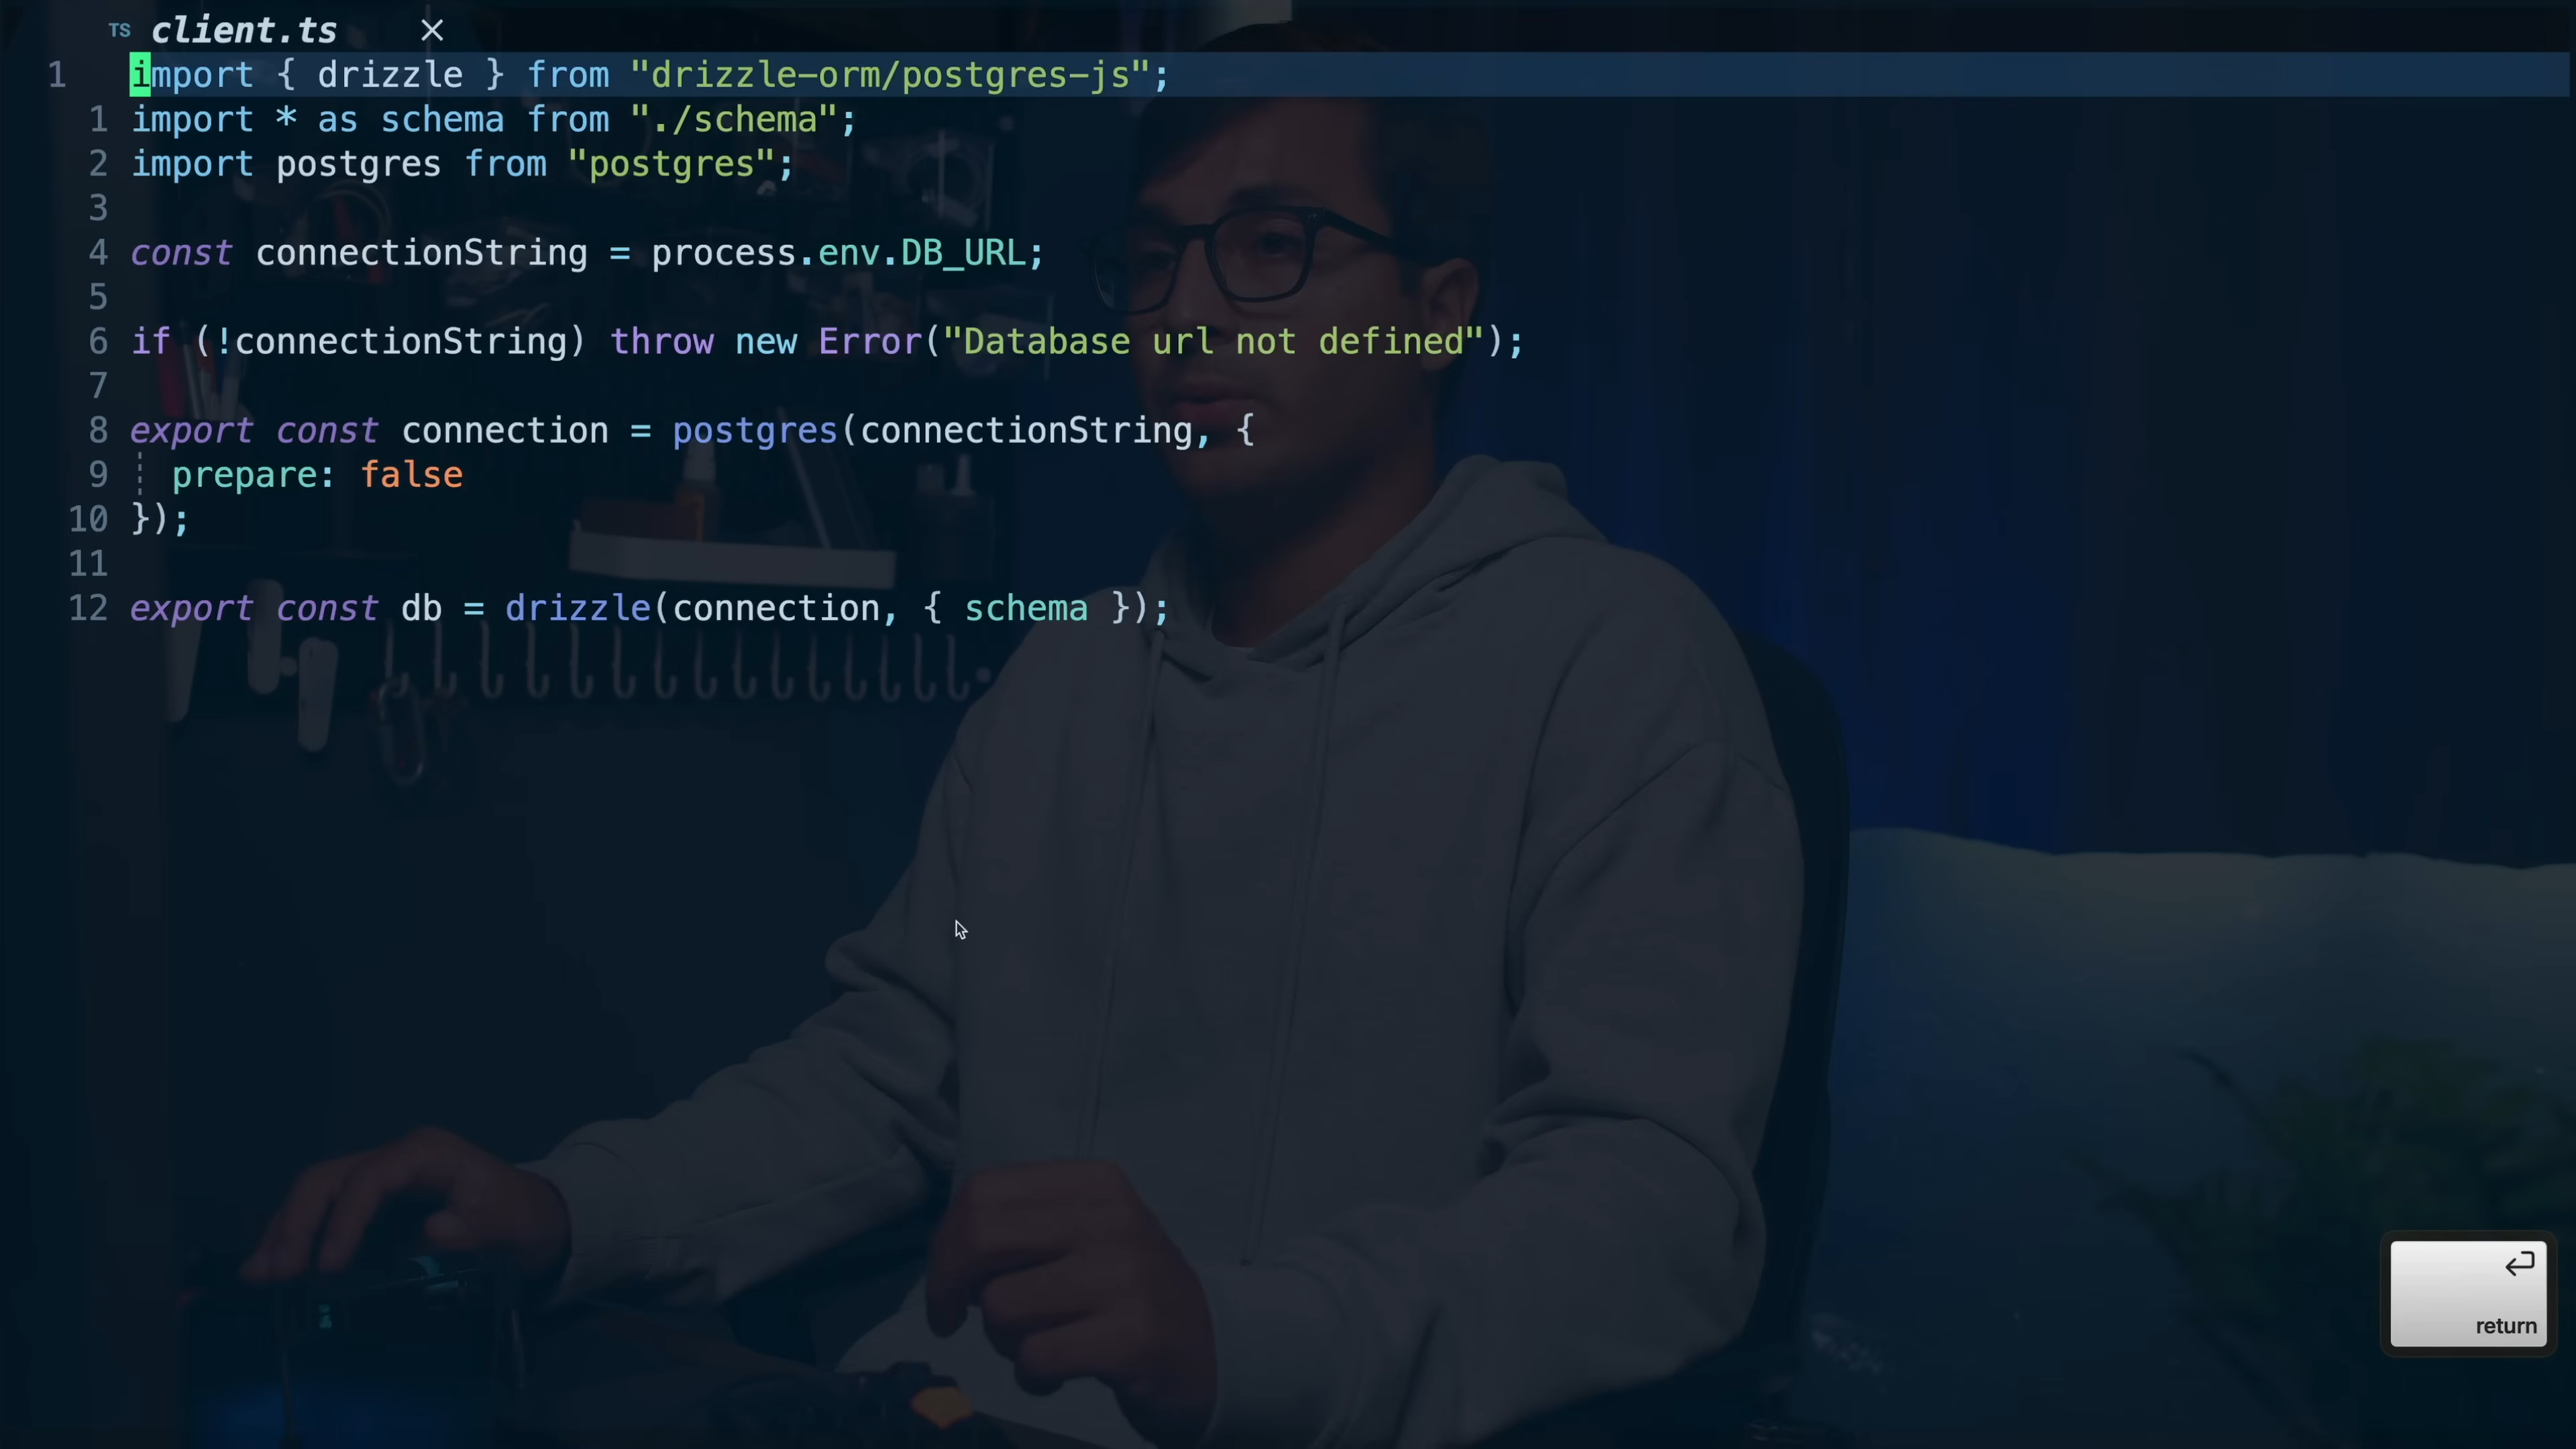 TS client.ts ×
1 import { drizzle } from "drizzle-orm/postgres-js";
1 import * as schema from "./schema";
2 import postgres from "postgres";
3
4 const connectionString = process.env.DB_URL;
5
6 if (!connectionString) throw new Error("Database url not defined");
7
8 export const connection = postgres(connectionString, {
9 prepare: false
10 });
11
12 export const db = drizzle(connection, { schema });
return